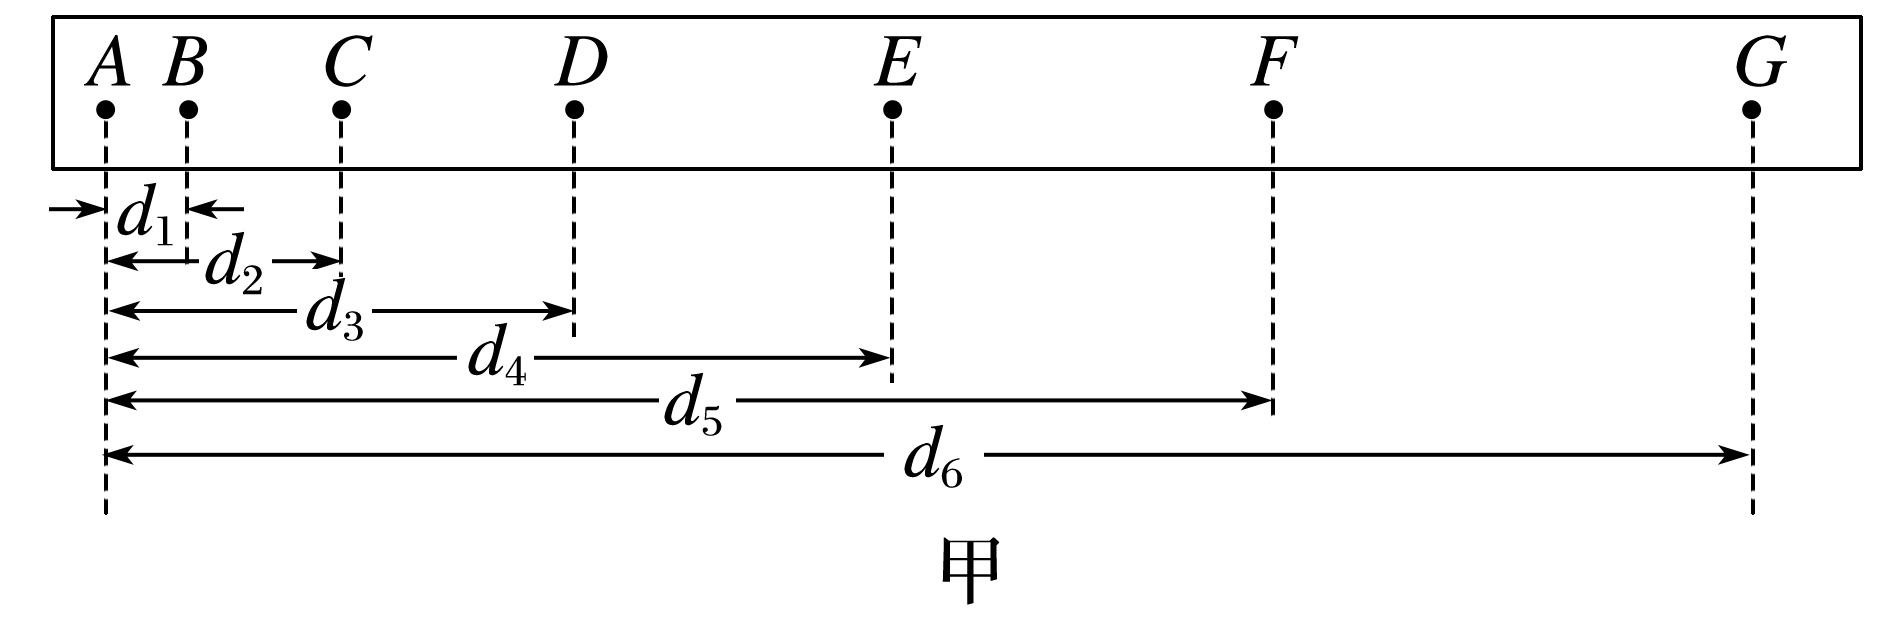 A B C D E F G
d₁
d₂
d₃
d₄
d₅
d₆
甲